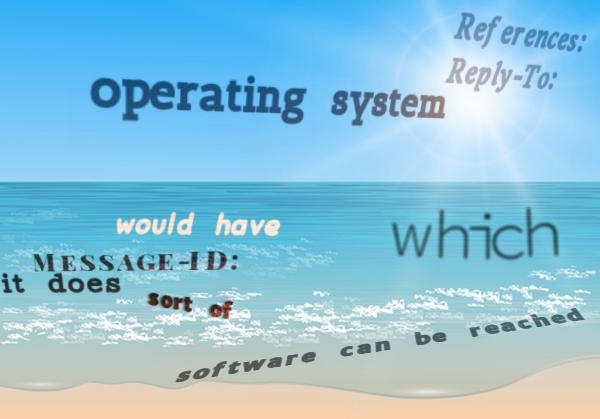 References:
Reply-To:
operating system
would have
which
Message-ID:
it does
sort of
software can be reached